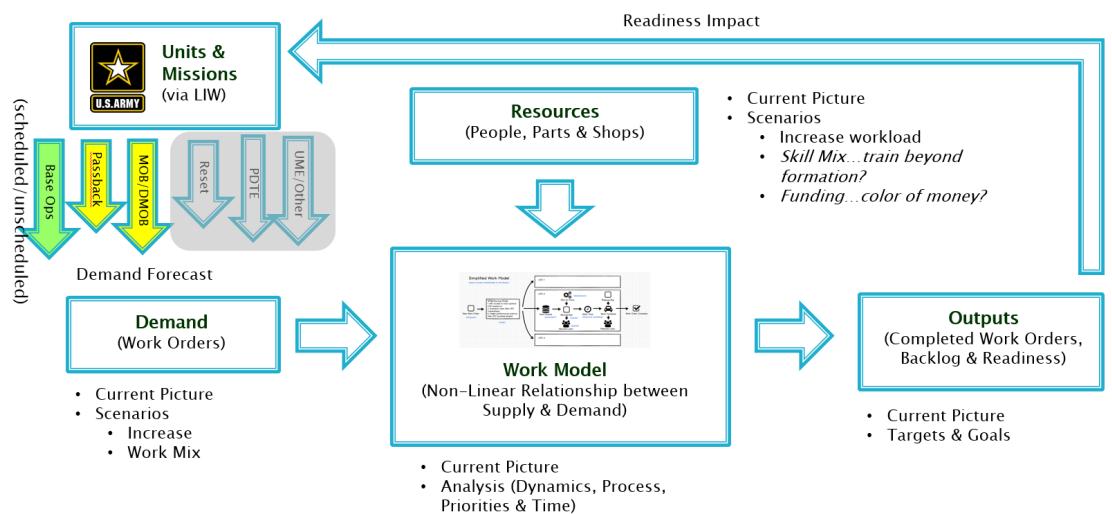 Readiness Impact
Units &
Missions
(via LIW)
U.S.ARMY
(scheduled/unscheduled)
Base Ops
Passback
MOB/DMOB
Reset
PDTE
UME/Other
Resources
(People, Parts & Shops)
• Current Picture
• Scenarios
• Increase workload
• Skill Mix...train beyond
formation?
• Funding...color of money?
Demand Forecast
Demand
(Work Orders)
• Current Picture
• Scenarios
• Increase
• Work Mix
Simplified Work Model
Work Model
(Non-Linear Relationship between
Supply & Demand)
• Current Picture
• Analysis (Dynamics, Process,
Priorities & Time)
Outputs
(Completed Work Orders,
Backlog & Readiness)
• Current Picture
• Targets & Goals